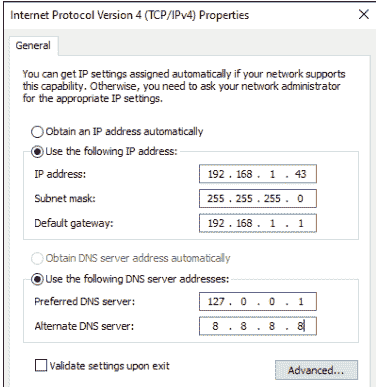 Internet Protocol Version 4 (TCP/IPv4) Properties
General
You can get IP settings assigned automatically if your network supports
this capability. Otherwise, you need to ask your network administrator
for the appropriate IP settings.
Obtain an IP address automatically
Use the following IP address:
IP address: 192 . 168 . 1 . 43
Subnet mask: 255 . 255 . 255 . 0
Default gateway: 192 . 168 . 1 . 1
Obtain DNS server address automatically
Use the following DNS server addresses:
Preferred DNS server: 127 . 0 . 0 . 1
Alternate DNS server: 8 . 8 . 8 . 8
Validate settings upon exit
Advanced...